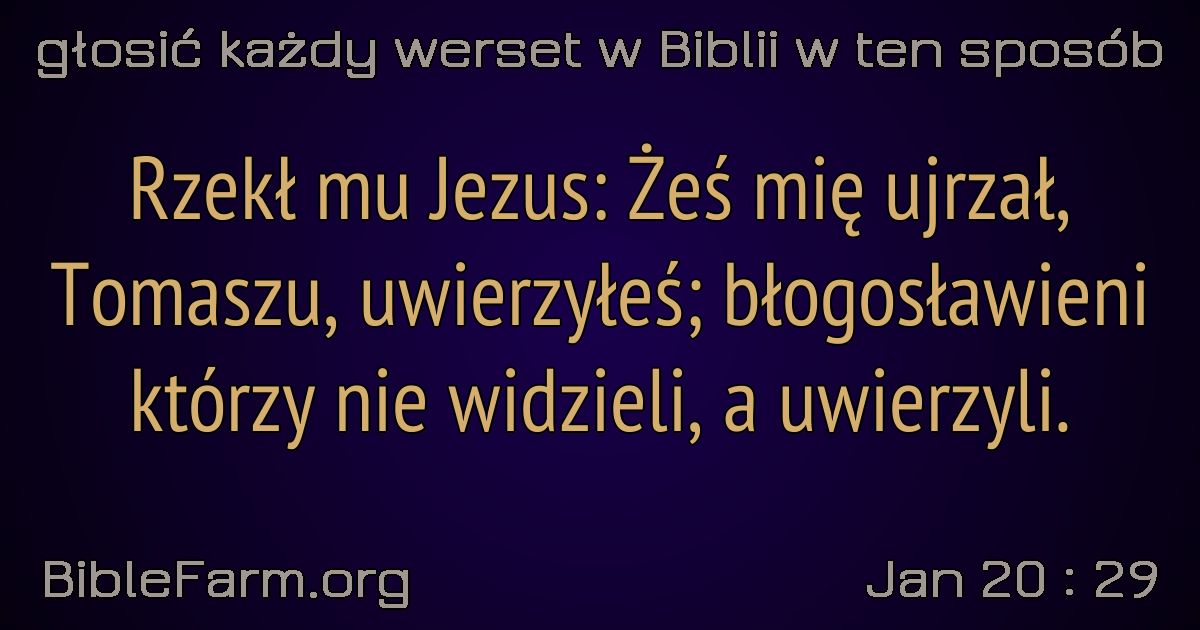 głosić każdy werset w Biblii w ten sposób
Rzekł mu Jezus: Żeś mię ujrzał,
Tomaszu, uwierzyłeś; błogosławieni
którzy nie widzieli, a uwierzyli.
BibleFarm.org
Jan 20 : 29